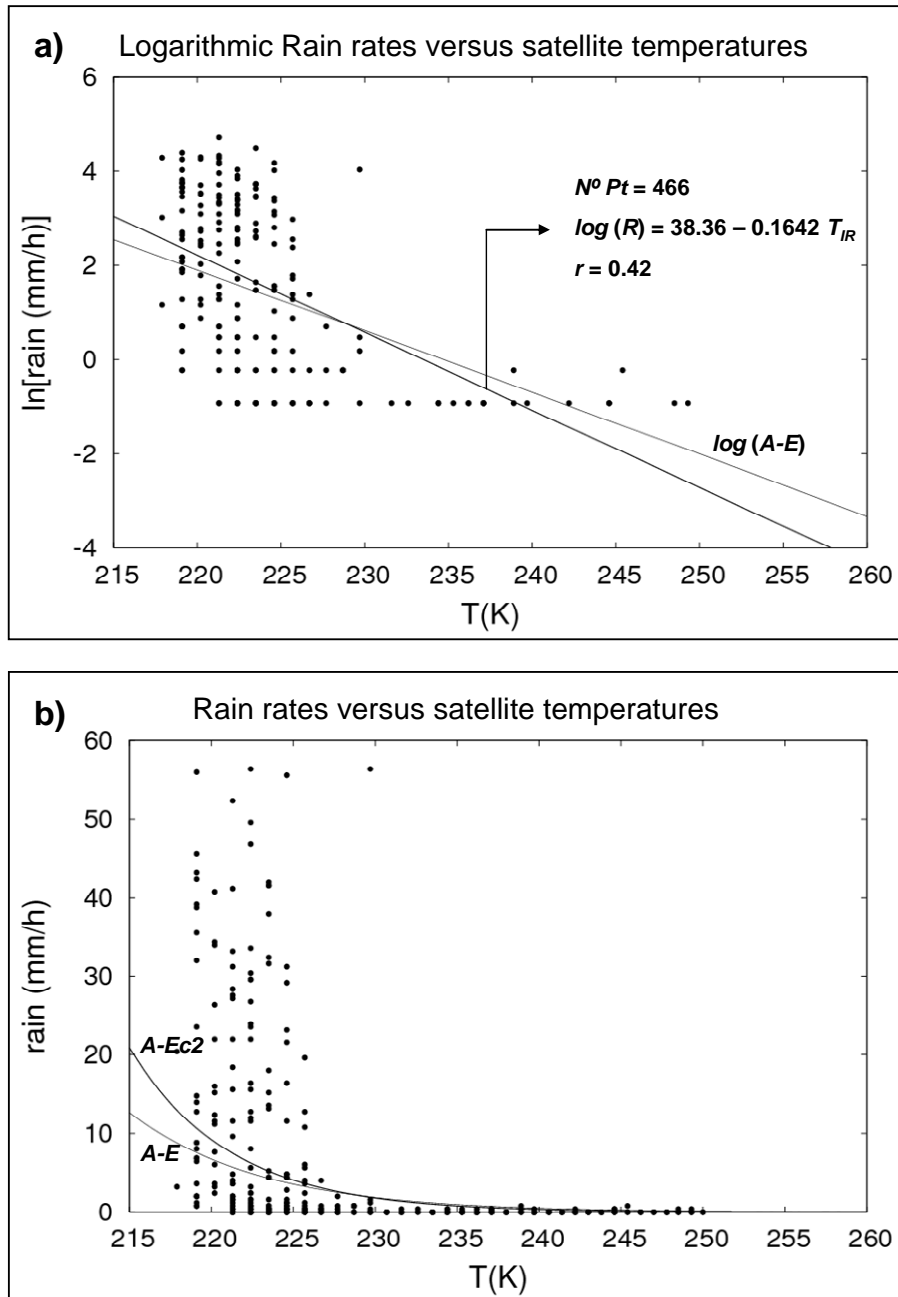 a) Logarithmic Rain rates versus satellite temperatures
6
4
2
0
-2
-4
ln[rain (mm/h)]
Nº Pt = 466
log (R) = 38.36 – 0.1642 T_IR
r = 0.42
log (A-E)
215 220 225 230 235 240 245 250 255 260
T(K)
b) Rain rates versus satellite temperatures
60
50
40
30
20
10
0
rain (mm/h)
A-Ec2
A-E
215 220 225 230 235 240 245 250 255 260
T(K)